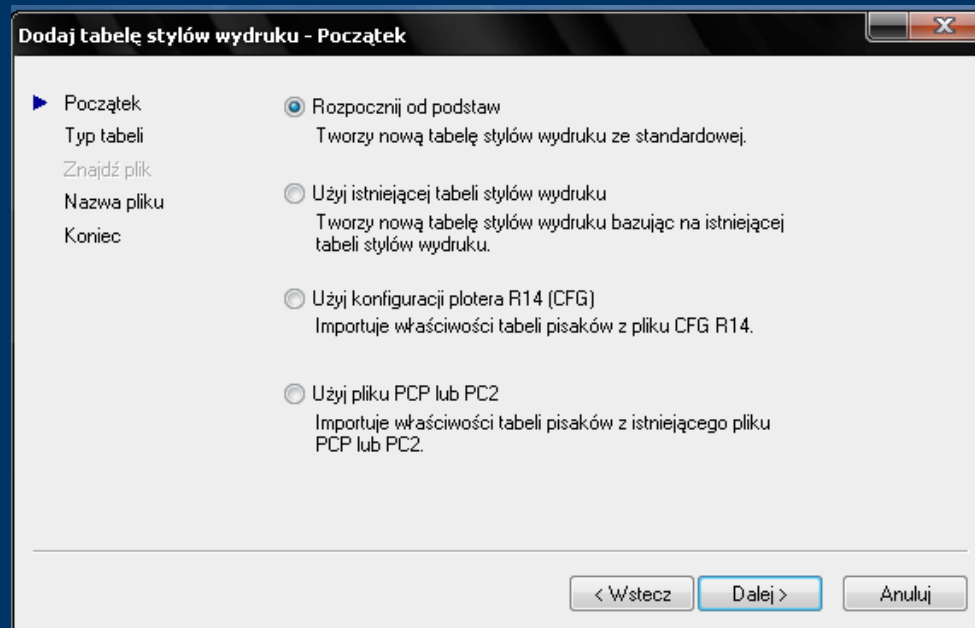 Dodaj tabelę stylów wydruku - Początek
Początek
Typ tabeli
Znajdź plik
Nazwa pliku
Koniec
Rozpocznij od podstaw
Tworzy nową tabelę stylów wydruku ze standardowej.
Użyj istniejącej tabeli stylów wydruku
Tworzy nową tabelę stylów wydruku bazując na istniejącej
tabeli stylów wydruku.
Użyj konfiguracji plotera R14 (CFG)
Importuje właściwości tabeli pisaków z pliku CFG R14.
Użyj pliku PCP lub PC2
Importuje właściwości tabeli pisaków z istniejącego pliku
PCP lub PC2.
< Wstecz
Dalej >
Anuluj